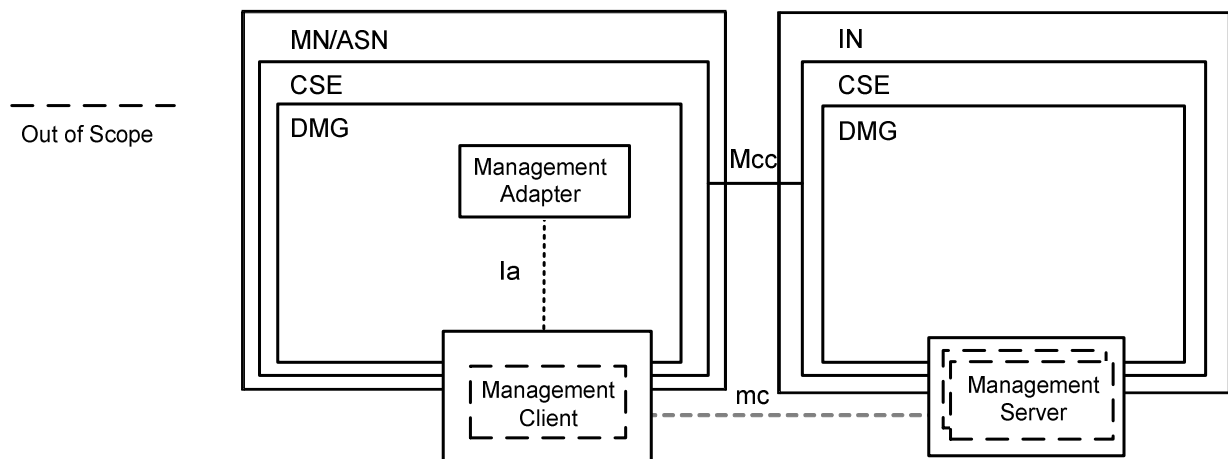 Out of Scope
MN/ASN
CSE
DMG
Management
Adapter
Ia
Management
Client
Mcc
mc
IN
CSE
DMG
Management
Server